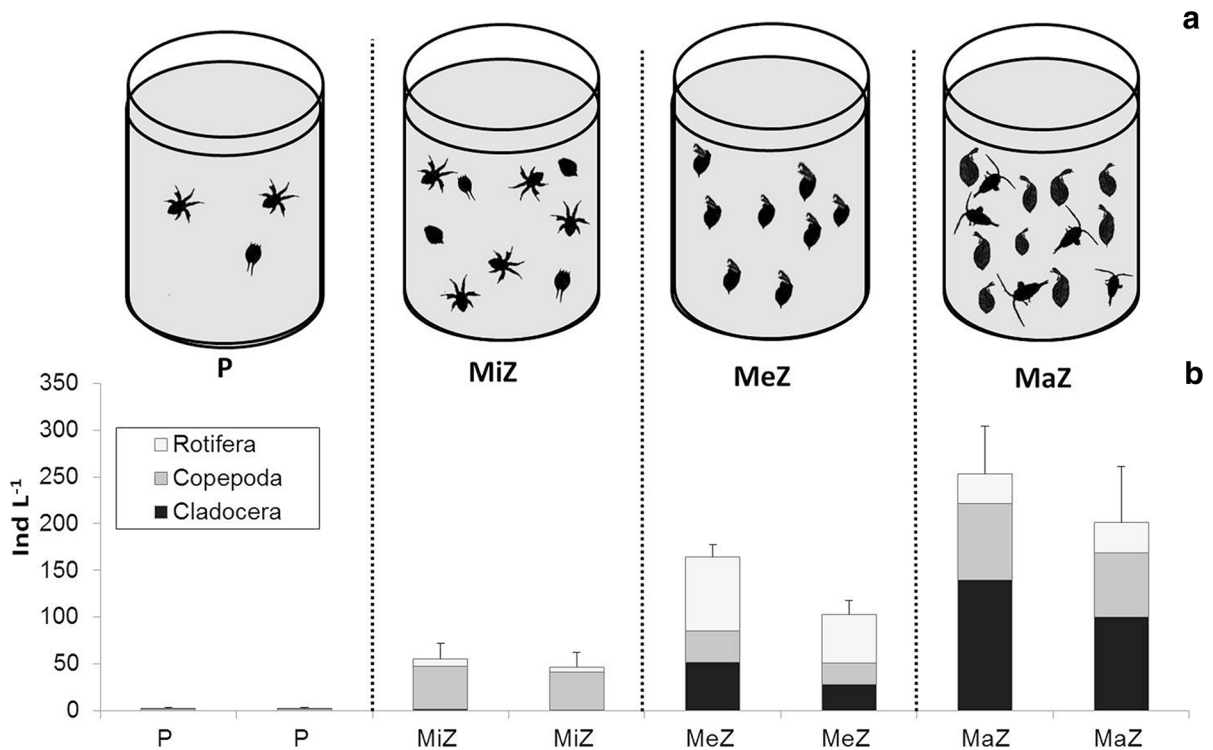 a
P
MiZ
MeZ
MaZ
b
350
300
250
200
150
100
50
0
Ind L-1
Rotifera
Copepoda
Cladocera
P P MiZ MiZ MeZ MeZ MaZ MaZ